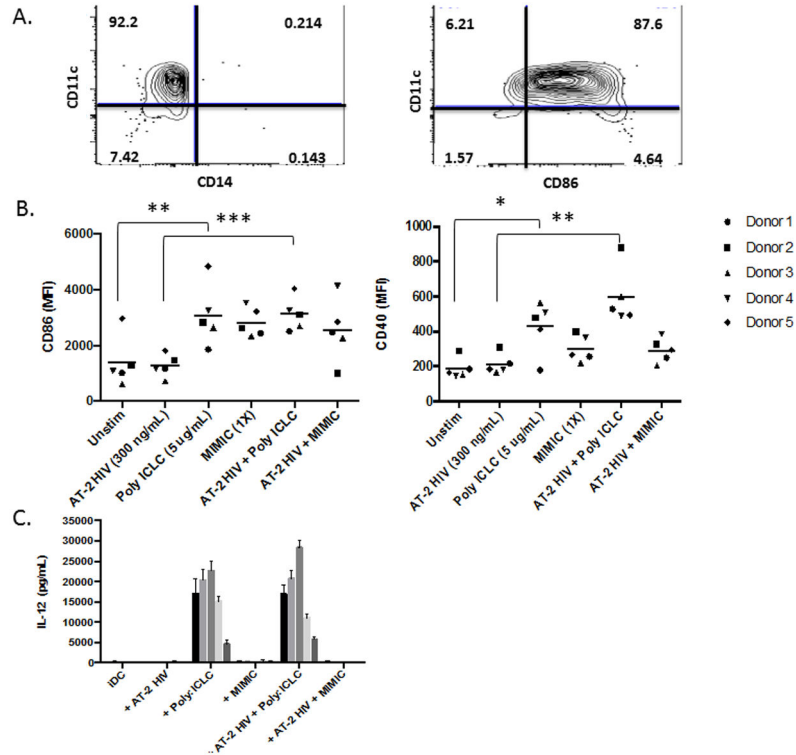 A.
92.2
0.214
CD11c
7.42
0.143
CD14
6.21
87.6
CD11c
1.57
4.64
CD86
B.
**
***
6000
4000
2000
0
CD86 (MFI)
Unstim
AT-2 HIV (300 ng/mL)
Poly ICLC (5 ug/mL)
MIMIC (1X)
AT-2 HIV + Poly ICLC
AT-2 HIV + MIMIC
*
**
1000
800
600
400
200
0
CD40 (MFI)
Unstim
AT-2 HIV (300 ng/mL)
Poly ICLC (5 ug/mL)
MIMIC (1X)
AT-2 HIV + Poly ICLC
AT-2 HIV + MIMIC
Donor 1
Donor 2
Donor 3
Donor 4
Donor 5
C.
35000
30000
25000
20000
15000
10000
5000
0
IL-12 (pg/mL)
iDC
+ AT-2 HIV
+ Poly:ICLC
+ MIMIC
AT-2 HIV + Poly:ICLC
+ AT-2 HIV + MIMIC